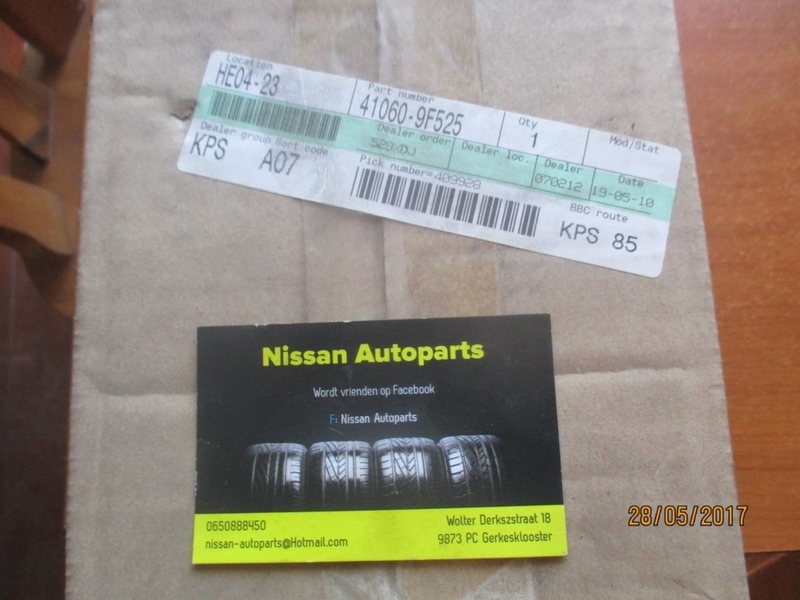 Location
HE04-23
Part number
41060-9F525
Qty
1
Mod/Stat
Dealer group Sort code
KPS A07
Dealer order
528XDJ
Dealer loc.
Dealer
070212
Date
19-05-10
Pick number=409928
BBC route
KPS 85
Nissan Autoparts
Wordt vrienden op Facebook
F: Nissan Autoparts
0650888450
nissan-autoparts@Hotmail.com
Wolter Derkszstraat 18
9873 PC Gerkesklooster
28/05/2017